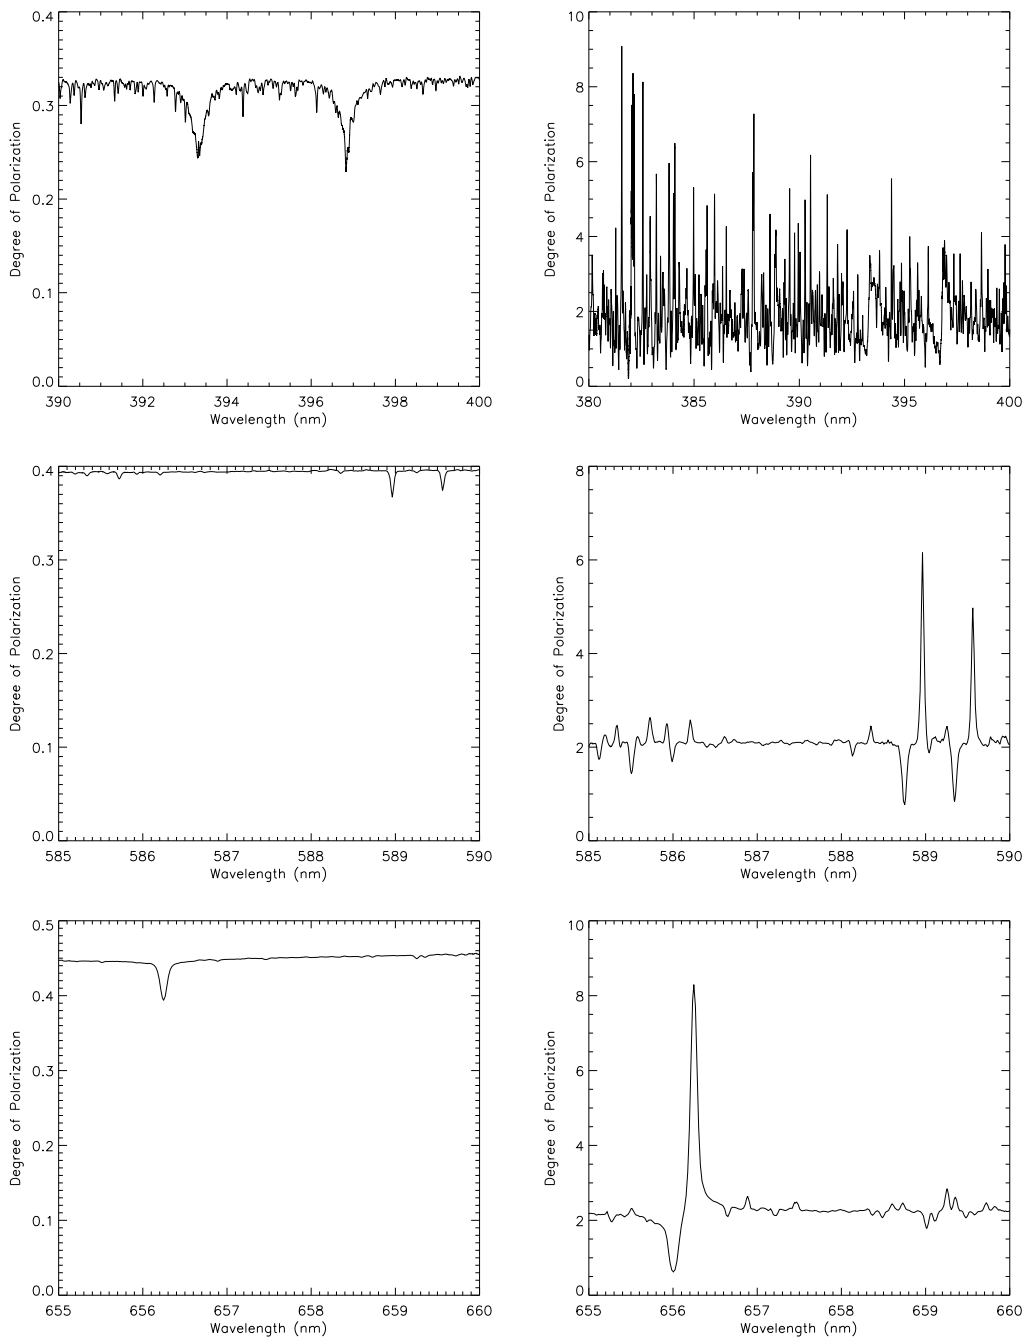 0.4
0.3
0.2
0.1
0.0
Degree of Polarization
390 392 394 396 398 400
Wavelength (nm)
10
8
6
4
2
0
Degree of Polarization
380 385 390 395 400
Wavelength (nm)
0.4
0.3
0.2
0.1
0.0
Degree of Polarization
585 586 587 588 589 590
Wavelength (nm)
8
6
4
2
0
Degree of Polarization
585 586 587 588 589 590
Wavelength (nm)
0.5
0.4
0.3
0.2
0.1
0.0
Degree of Polarization
655 656 657 658 659 660
Wavelength (nm)
10
8
6
4
2
0
Degree of Polarization
655 656 657 658 659 660
Wavelength (nm)